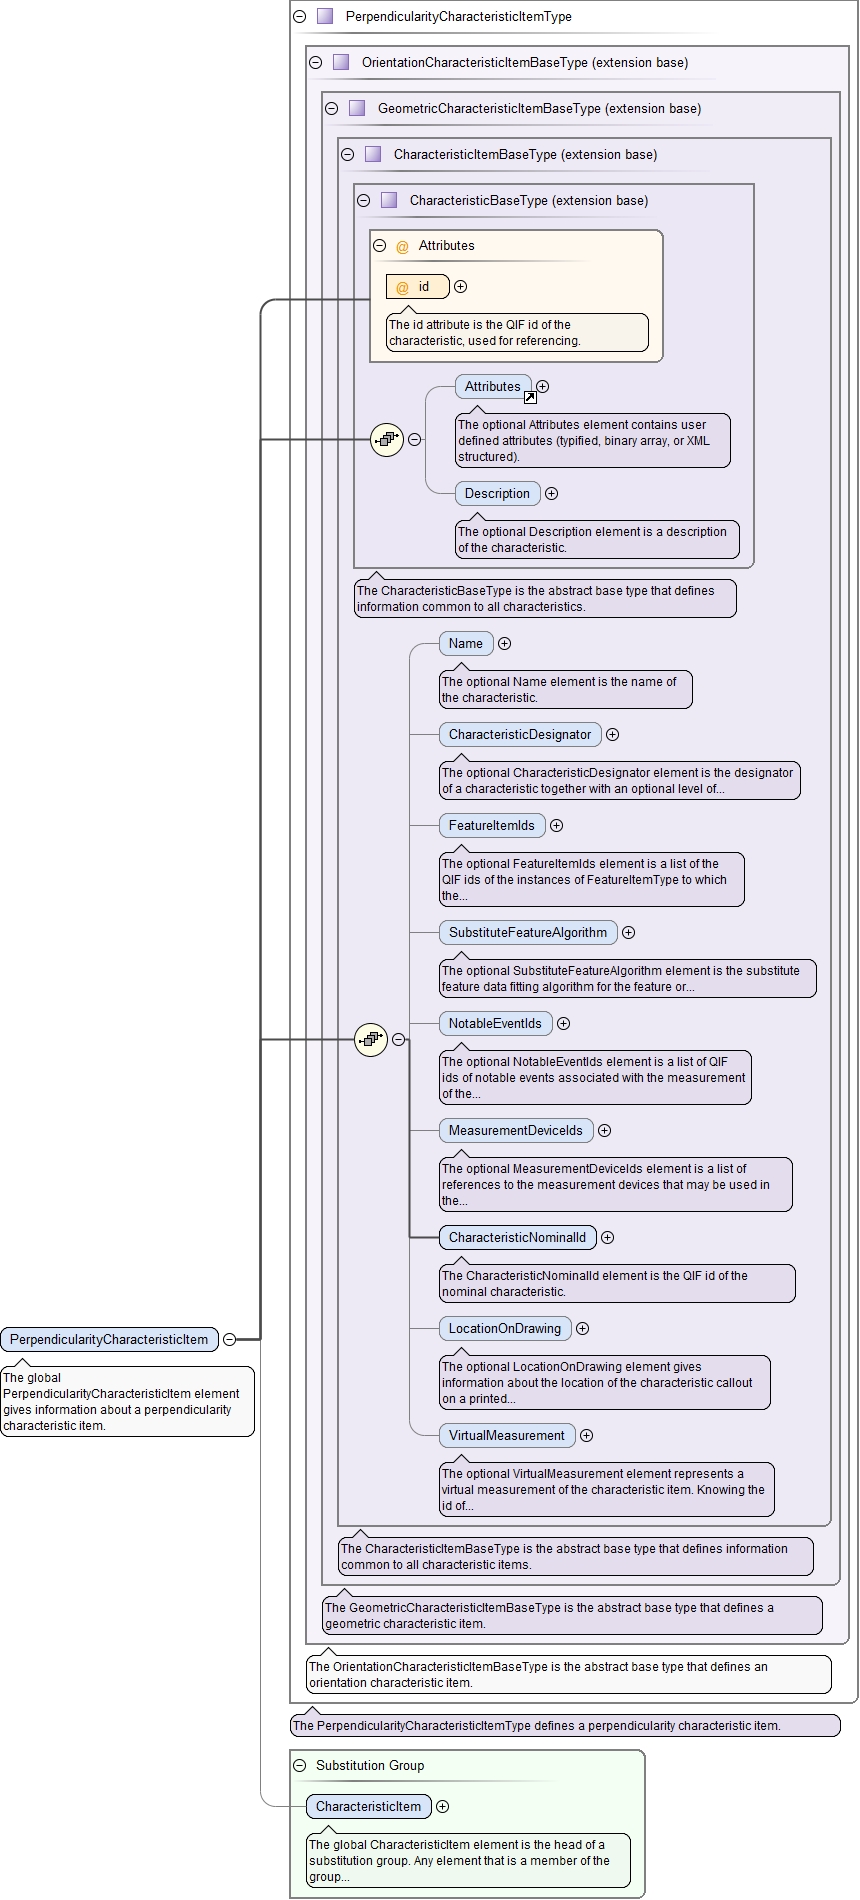 PerpendicularityCharacteristicItemType
OrientationCharacteristicItemBaseType (extension base)
GeometricCharacteristicItemBaseType (extension base)
CharacteristicItemBaseType (extension base)
CharacteristicBaseType (extension base)
@ Attributes
@ id
The id attribute is the QIF id of the
characteristic, used for referencing.
Attributes
The optional Attributes element contains user
defined attributes (typified, binary array, or XML
structured).
Description
The optional Description element is a description
of the characteristic.
The CharacteristicBaseType is the abstract base type that defines
information common to all characteristics.
Name
The optional Name element is the name of
the characteristic.
CharacteristicDesignator
The optional CharacteristicDesignator element is the designator
of a characteristic together with an optional level of...
FeatureItemIds
The optional FeatureItemIds element is a list of the
QIF ids of the instances of FeatureItemType to which
the...
SubstituteFeatureAlgorithm
The optional SubstituteFeatureAlgorithm element is the substitute
feature data fitting algorithm for the feature or...
NotableEventIds
The optional NotableEventIds element is a list of QIF
ids of notable events associated with the measurement
of the...
MeasurementDeviceIds
The optional MeasurementDeviceIds element is a list of
references to the measurement devices that may be used in
the...
CharacteristicNominalId
The CharacteristicNominalId element is the QIF id of the
nominal characteristic.
LocationOnDrawing
The optional LocationOnDrawing element gives
information about the location of the characteristic callout
on a printed...
VirtualMeasurement
The optional VirtualMeasurement element represents a
virtual measurement of the characteristic item. Knowing the
id of...
PerpendicularityCharacteristicItem
The global
PerpendicularityCharacteristicItem element
gives information about a perpendicularity
characteristic item.
The CharacteristicItemBaseType is the abstract base type that defines information
common to all characteristic items.
The GeometricCharacteristicItemBaseType is the abstract base type that defines a
geometric characteristic item.
The OrientationCharacteristicItemBaseType is the abstract base type that defines an
orientation characteristic item.
The PerpendicularityCharacteristicItemType defines a perpendicularity characteristic item.
Substitution Group
CharacteristicItem
The global CharacteristicItem element is the head of a
substitution group. Any element that is a member of the
group...